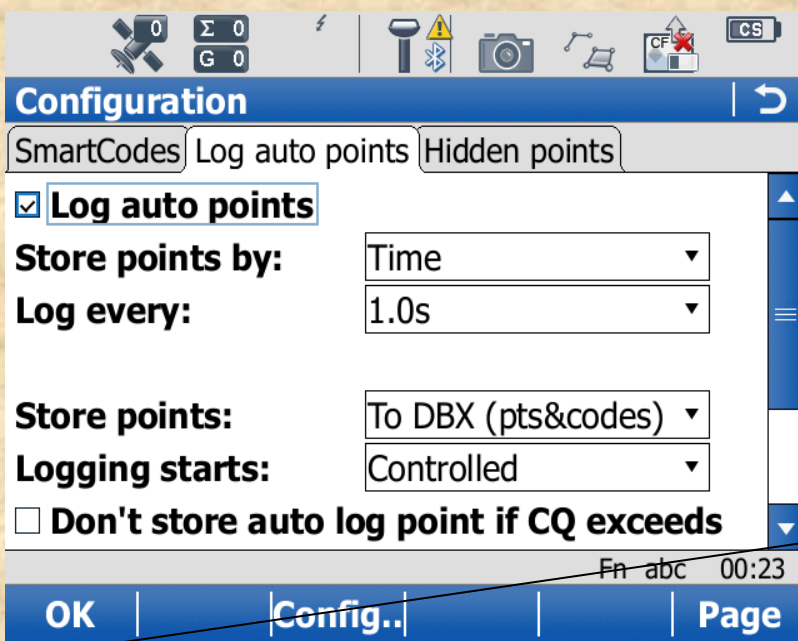 0 Σ 0
G 0
CF
CS
Configuration
SmartCodes Log auto points Hidden points
Log auto points
Store points by: Time
Log every: 1.0s
Store points: To DBX (pts&codes)
Logging starts: Controlled
Don't store auto log point if CQ exceeds
Fn abc 00:23
OK Config.. Page